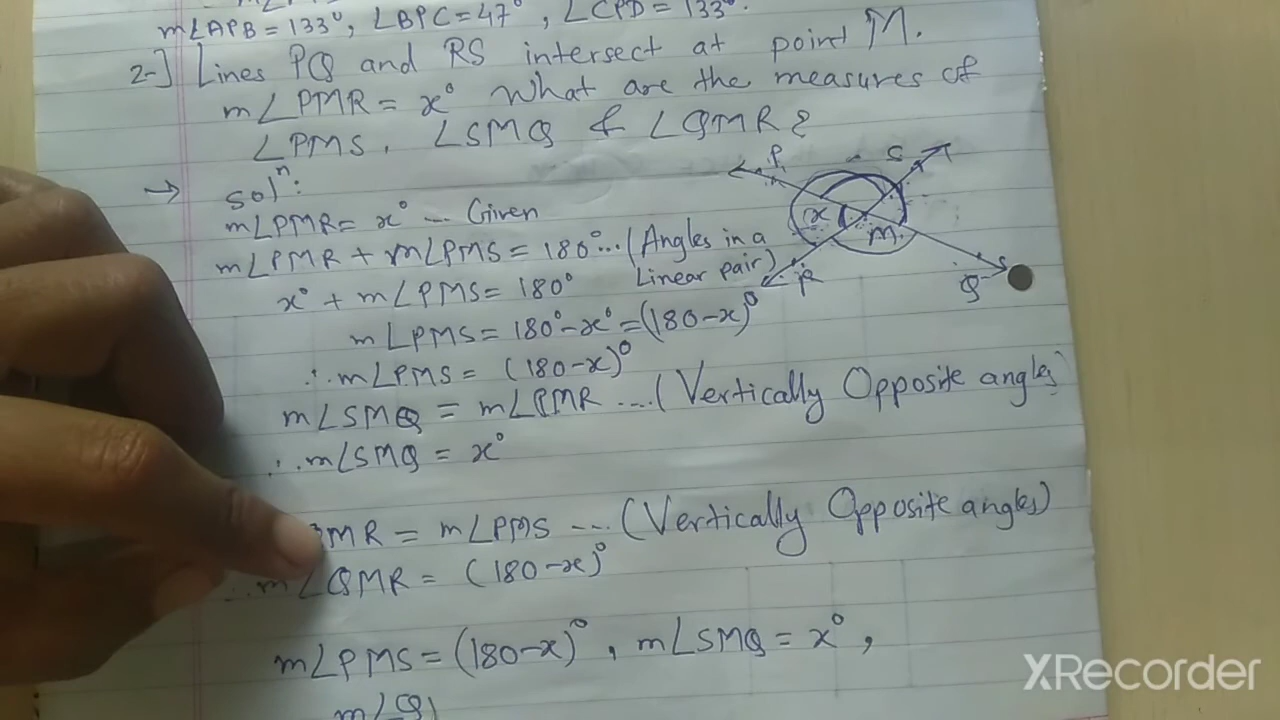 m∠APB = 133°, ∠BPC = 47°, ∠CPD = 133°.
2-] Lines PQ and RS intersect at point M.
m∠PMR = x° What are the measures of
∠PMS, ∠SMQ & ∠QMR?
→ solⁿ:
m∠PMR = x° ... Given
m∠PMR + m∠PMS = 180° ... (Angles in a
Linear pair)
x° + m∠PMS = 180°
m∠PMS = 180° - x° = (180-x)°
∴ m∠PMS = (180-x)°
m∠SMQ = m∠PMR .... (Vertically Opposite angles)
∴ m∠SMQ = x°
MR = m∠PMS .... (Vertically Opposite angles)
∴ m∠QMR = (180-x)°
m∠PMS = (180-x)°, m∠SMQ = x°,
m∠Q
P
S
x
M
R
Q
XRecorder